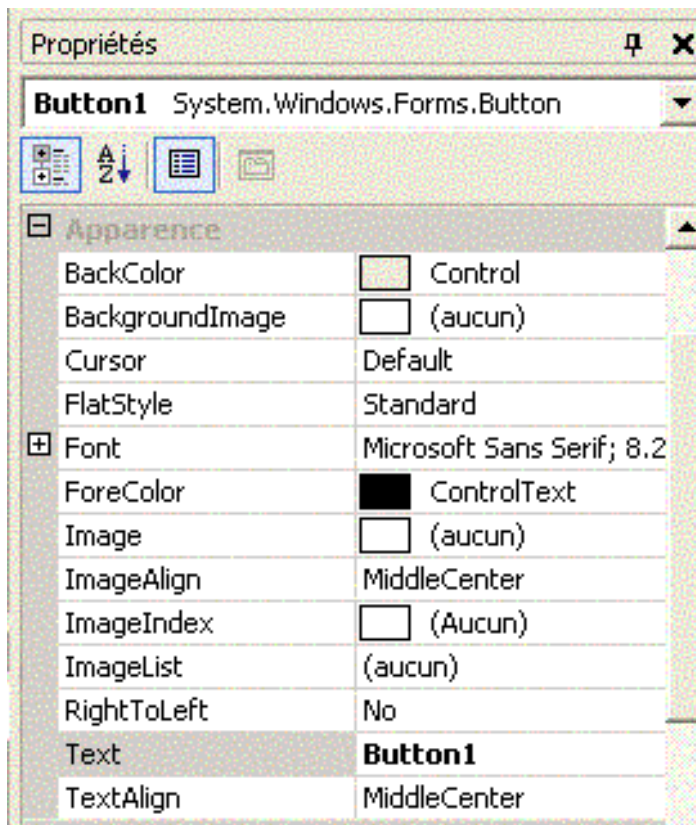 Propriétés
Button1 System.Windows.Forms.Button
Apparence
BackColor Control
BackgroundImage (aucun)
Cursor Default
FlatStyle Standard
Font Microsoft Sans Serif; 8.2
ForeColor ControlText
Image (aucun)
ImageAlign MiddleCenter
ImageIndex (Aucun)
ImageList (aucun)
RightToLeft No
Text Button1
TextAlign MiddleCenter